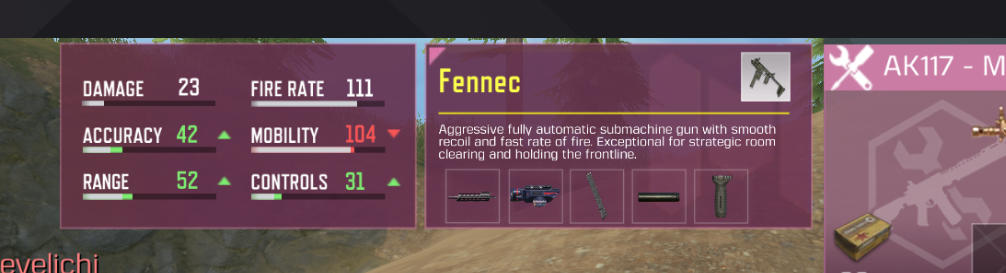 DAMAGE 23 FIRE RATE 111
ACCURACY 42 MOBILITY 104
RANGE 52 CONTROLS 31
Fennec
Aggressive fully automatic submachine gun with smooth
recoil and fast rate of fire. Exceptional for strategic room
clearing and holding the frontline.
AK117 - M
evelichi